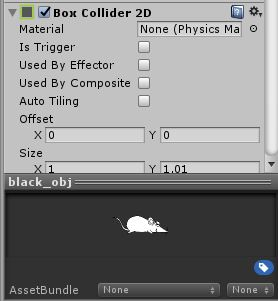 Box Collider 2D
Material None (Physics Ma
Is Trigger
Used By Effector
Used By Composite
Auto Tiling
Offset
X 0 Y 0
Size
X 1 Y 1.01
black_obj
AssetBundle None None